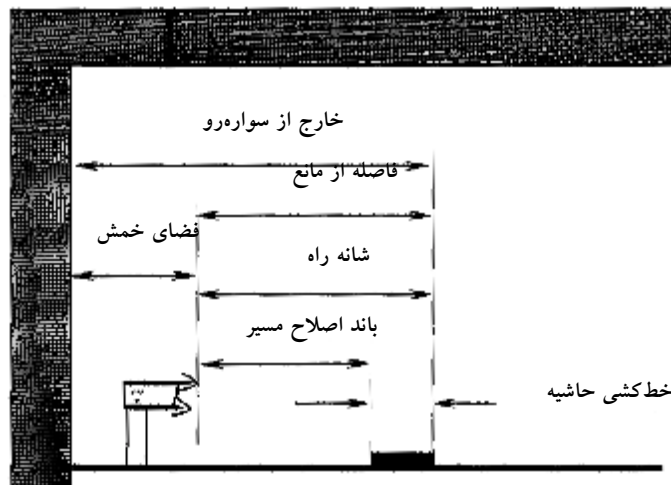 خارج از سواره‌رو
فاصله از مانع
فضای خمش
شانه راه
باند اصلاح مسیر
خط‌کشی حاشیه